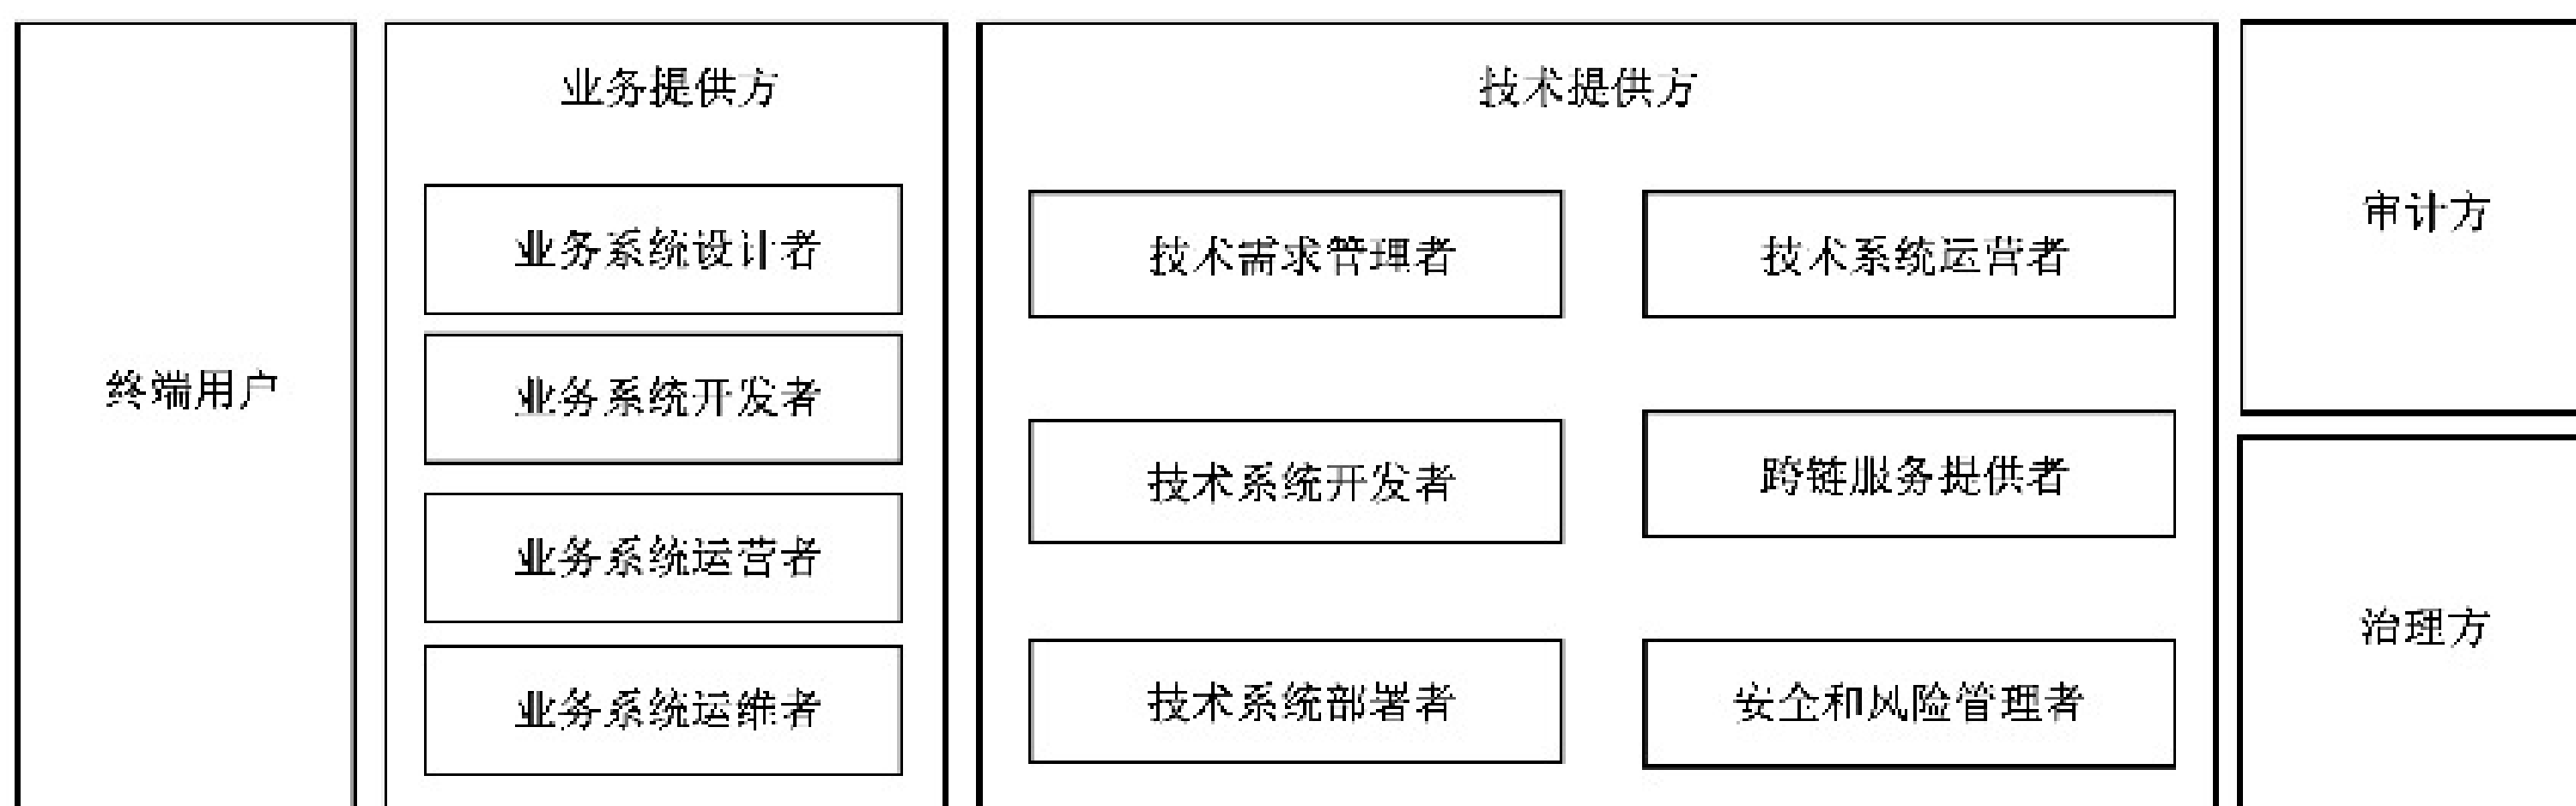 终端用户
业务提供方
业务系统设计者
业务系统开发者
业务系统运营者
业务系统运维者
技术提供方
技术需求管理者
技术系统运营者
技术系统开发者
跨链服务提供者
技术系统部署者
安全和风险管理者
审计方
治理方